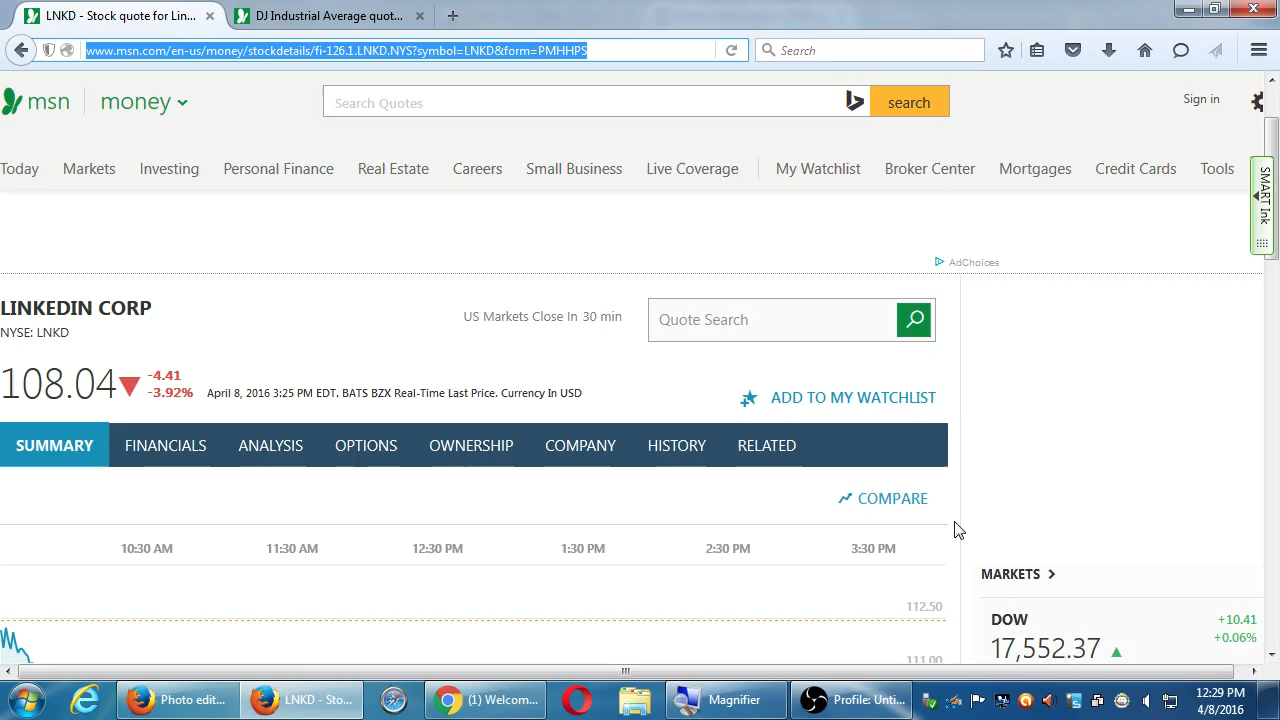 LNKD - Stock quote for Lin...
DJ Industrial Average quot...
www.msn.com/en-us/money/stockdetails/fi-126.1.LNKD.NYS?symbol=LNKD&form=PMHHPS
Search
msn
money
Search Quotes
search
Sign in
Today
Markets
Investing
Personal Finance
Real Estate
Careers
Small Business
Live Coverage
My Watchlist
Broker Center
Mortgages
Credit Cards
Tools
SMART Ink
AdChoices
LINKEDIN CORP
NYSE: LNKD
US Markets Close In 30 min
Quote Search
108.04
-4.41
-3.92%
April 8, 2016 3:25 PM EDT. BATS BZX Real-Time Last Price. Currency In USD
ADD TO MY WATCHLIST
SUMMARY
FINANCIALS
ANALYSIS
OPTIONS
OWNERSHIP
COMPANY
HISTORY
RELATED
COMPARE
10:30 AM
11:30 AM
12:30 PM
1:30 PM
2:30 PM
3:30 PM
MARKETS
112.50
DOW
+10.41
17,552.37
+0.06%
111.00
Photo edit...
LNKD - Sto...
(1) Welcom...
Magnifier
Profile: Unti...
12:29 PM
4/8/2016